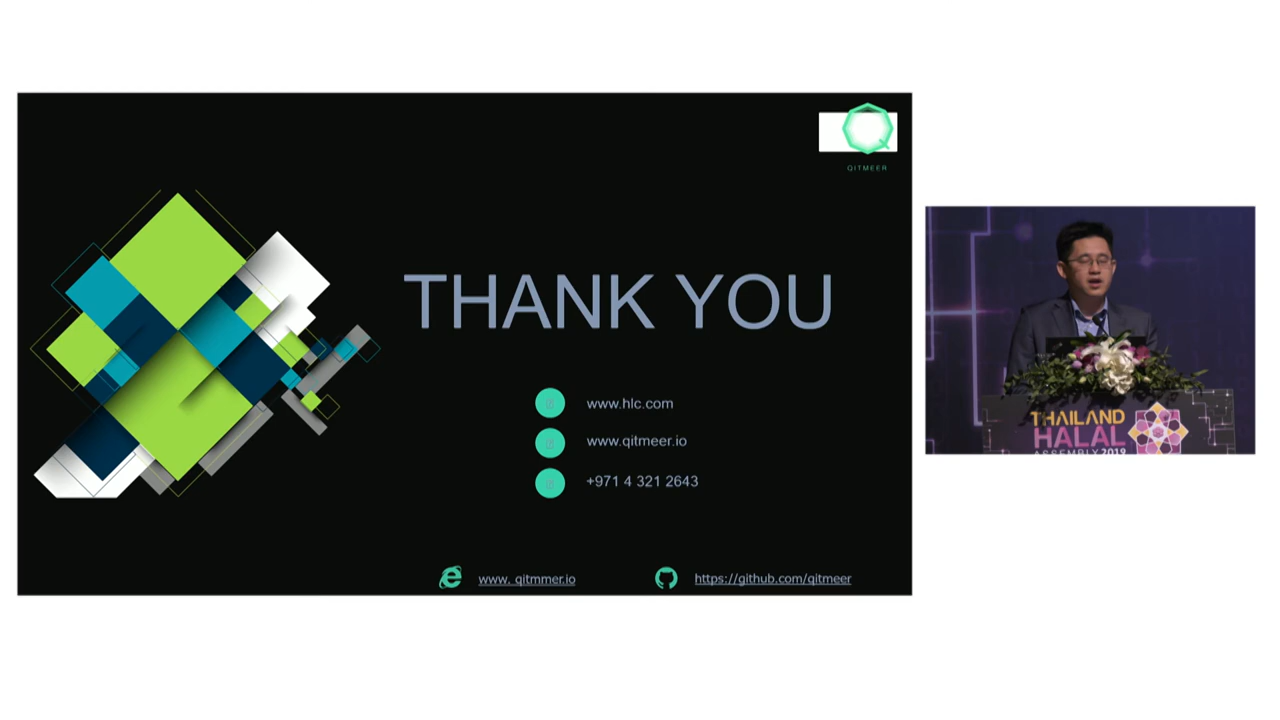 QITMEER
THANK YOU
www.hlc.com
www.qitmeer.io
+971 4 321 2643
www. qitmmer.io
https://github.com/qitmeer
THAILAND
HALAL
ASSEMBLY 2019